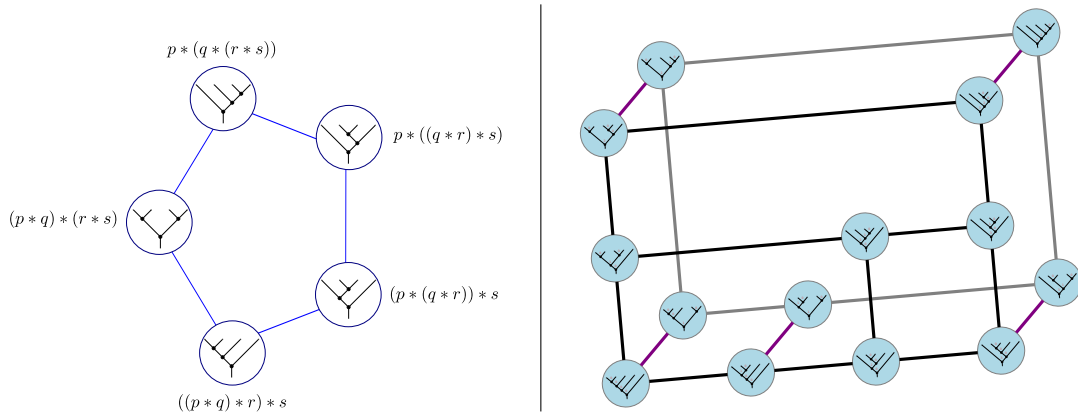 p ∗ (q ∗ (r ∗ s))
p ∗ ((q ∗ r) ∗ s)
(p ∗ q) ∗ (r ∗ s)
(p ∗ (q ∗ r)) ∗ s
((p ∗ q) ∗ r) ∗ s